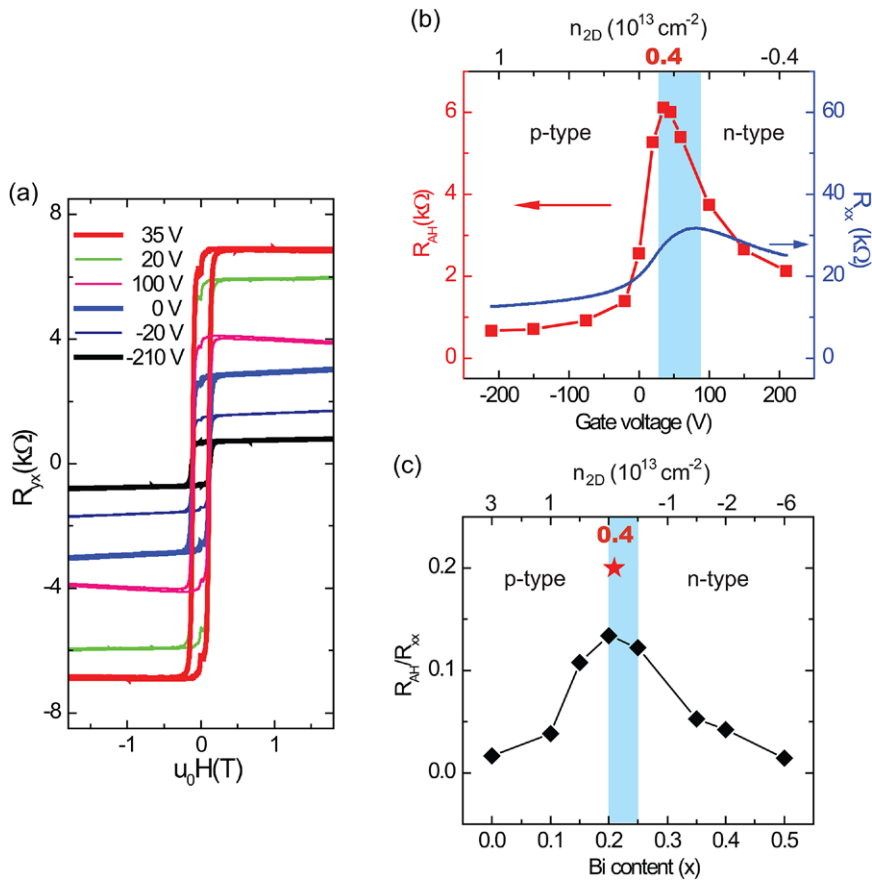 (a)
8
4
0
-4
-8
R_yx(kΩ)
35 V
20 V
100 V
0 V
-20 V
-210 V
-1 0 1
u_0H(T)
(b)
n_2D (10^13 cm^-2)
1 0.4 -0.4
6
4
2
0
R_AH(kΩ)
p-type n-type
60
40
20
0
R_xx (kΩ)
-200 -100 0 100 200
Gate voltage (V)
(c)
n_2D (10^13 cm^-2)
3 1 -1 -2 -6
0.4
p-type n-type
0.2
0.1
0.0
R_AH/R_xx
0.0 0.1 0.2 0.3 0.4 0.5
Bi content (x)